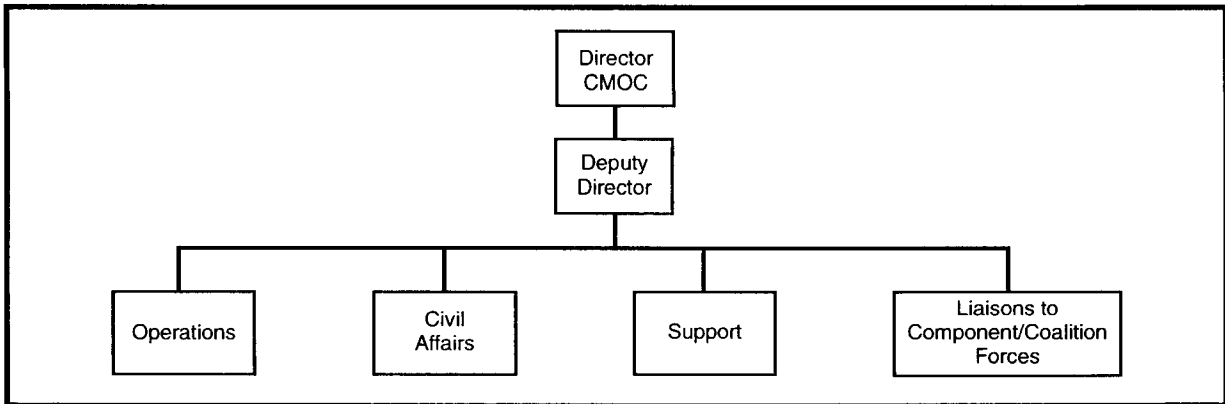 Director
CMOC
Deputy
Director
Operations
Civil
Affairs
Support
Liaisons to
Component/Coalition
Forces